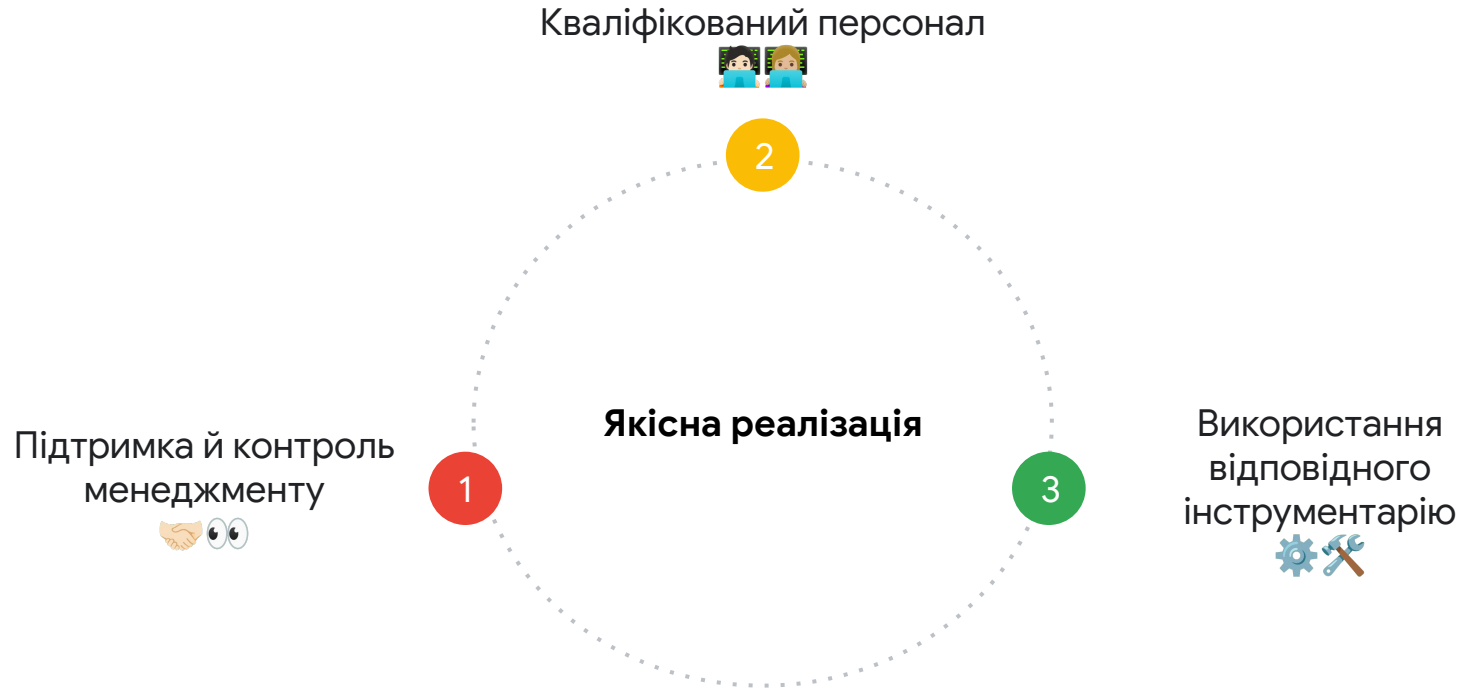 Кваліфікований персонал
2
Якісна реалізація
Підтримка й контроль
менеджменту
1
Використання
відповідного
інструментарію
3